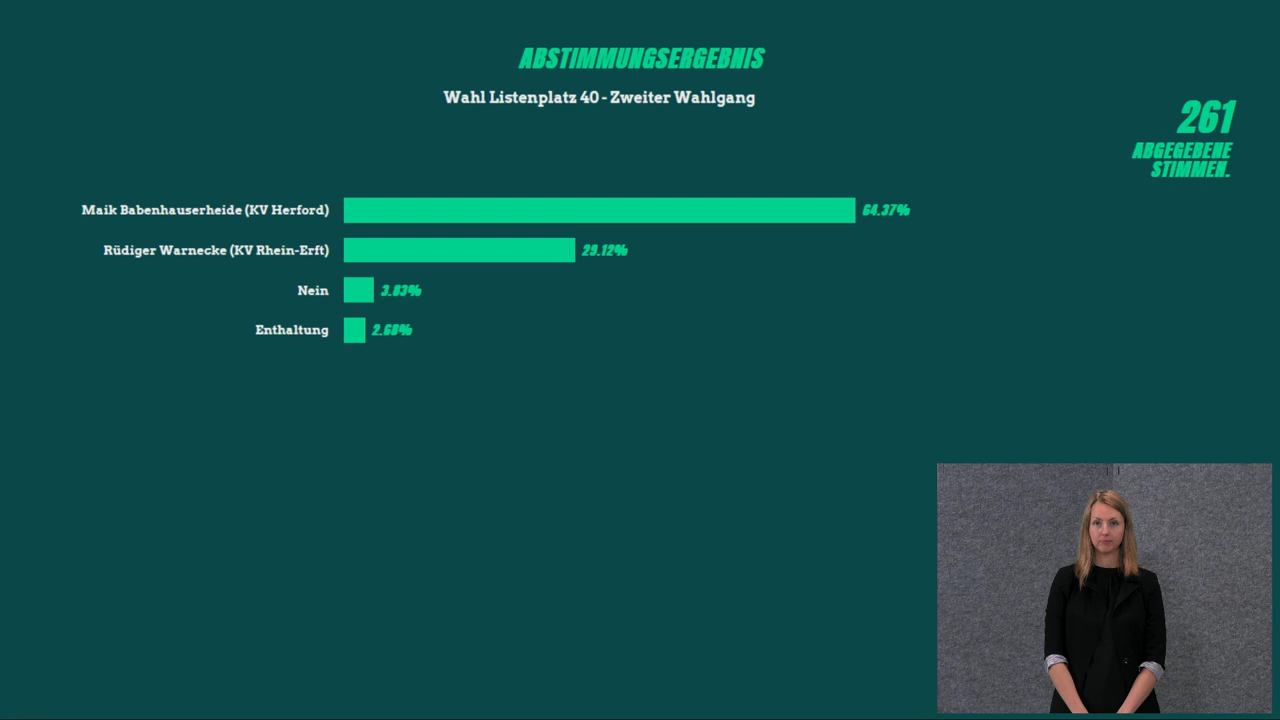 ABSTIMMUNGSERGEBNIS
Wahl Listenplatz 40 - Zweiter Wahlgang
261
ABGEGEBENE
STIMMEN.
Maik Babenhauserheide (KV Herford) 64.37%
Rüdiger Warnecke (KV Rhein-Erft) 29.12%
Nein 3.83%
Enthaltung 2.68%